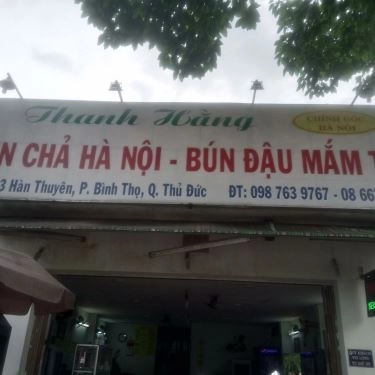 Thanh Hằng
CHÍNH GỐC
HÀ NỘI
N CHẢ HÀ NỘI - BÚN ĐẬU MẮM T
3 Hàn Thuyên, P. Bình Thọ, Q. Thủ Đức ĐT: 098 763 9767 - 08 66